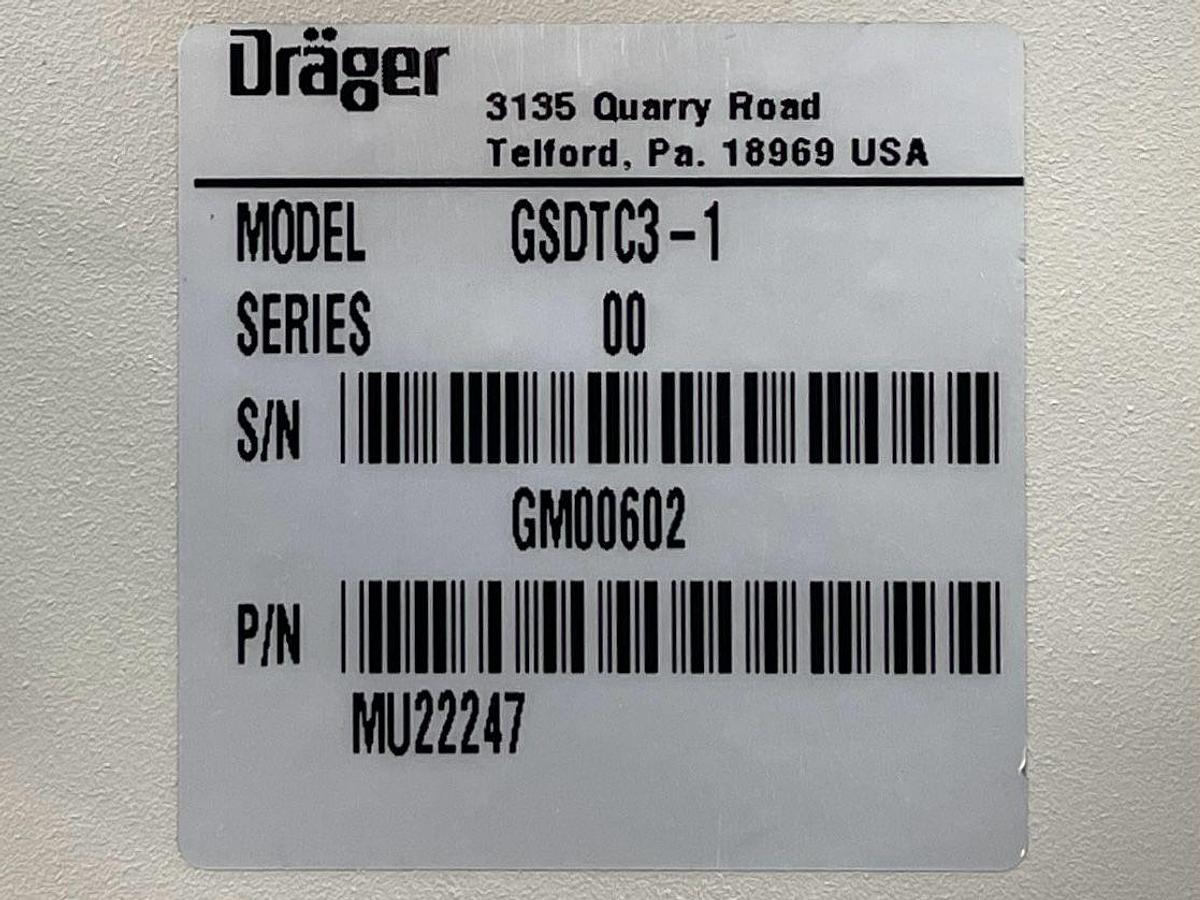 Dräger
3135 Quarry Road
Telford, Pa. 18969 USA
MODEL GSDTC3-1
SERIES 00
S/N
GM00602
P/N
MU22247